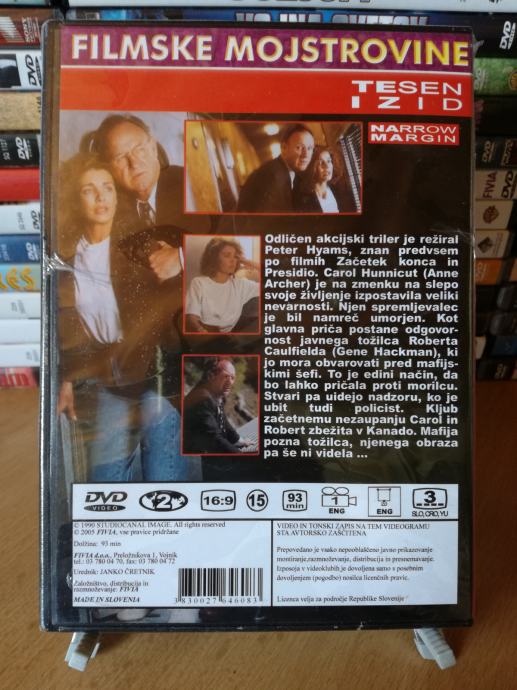 FILMSKE MOJSTROVINE
TESEN
IZID
NARROW
MARGIN
Odličen akcijski triler je režiral
Peter Hyams, znan predvsem
po filmih Začetek konca in
Presidio. Carol Hunnicut (Anne
Archer) je na zmenku na slepo
svoje življenje izpostavila veliki
nevarnosti. Njen spremljevalec
je bil namreč umorjen. Kot
glavna priča postane odgovor-
nost javnega tožilca Roberta
Caulfielda (Gene Hackman), ki
jo mora obvarovati pred mafijs-
kimi šefi. To je edini način, da
bo lahko pričala proti morilcu.
Stvari pa uidejo nadzoru, ko je
ubit tudi policist. Kljub
začetnemu nezaupanju Carol in
Robert zbežita v Kanado. Mafija
pozna tožilca, njenega obraza
pa še ni videla ...
DVD
VIDEO
2
16:9
15
93
min
1
ENG
ENG
3
SLO, CRO, YU
© 1990 STUDIOCANAL IMAGE. All rights reserved
© 2005 FIVIA, vse pravice pridržane
Dolžina: 93 min
FIVIA d.o.o., Preložnikova 1, Vojnik
tel.: 03 780 04 70, fax: 03 780 04 72
Urednik: JANKO ČRETNIK
Založništvo, distribucija in
razmnoževanje: FIVIA
MADE IN SLOVENIA
3830027646083
VIDEO IN TONSKI ZAPIS NA TEM VIDEOGRAMU
STA AVTORSKO ZAŠČITENA
Prepovedano je vsako nepooblaščeno javno prikazovanje
montiranje,razmnoževanje, distribucija in presnemavanje.
Izposoja v videoklubih je dovoljena samo s posebnim
dovoljenjem (pogodbo) nosilca licenčnih pravic.
Licenca velja za področje Republike Slovenije
DVD
DVD
FIVIA